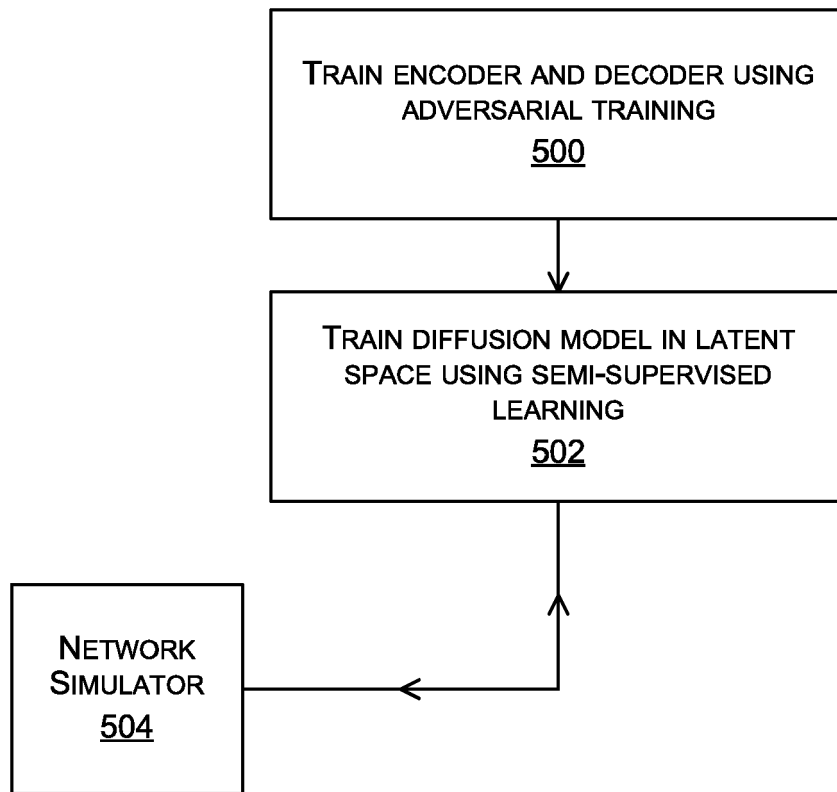 TRAIN ENCODER AND DECODER USING
ADVERSARIAL TRAINING
500
TRAIN DIFFUSION MODEL IN LATENT
SPACE USING SEMI-SUPERVISED
LEARNING
502
NETWORK
SIMULATOR
504